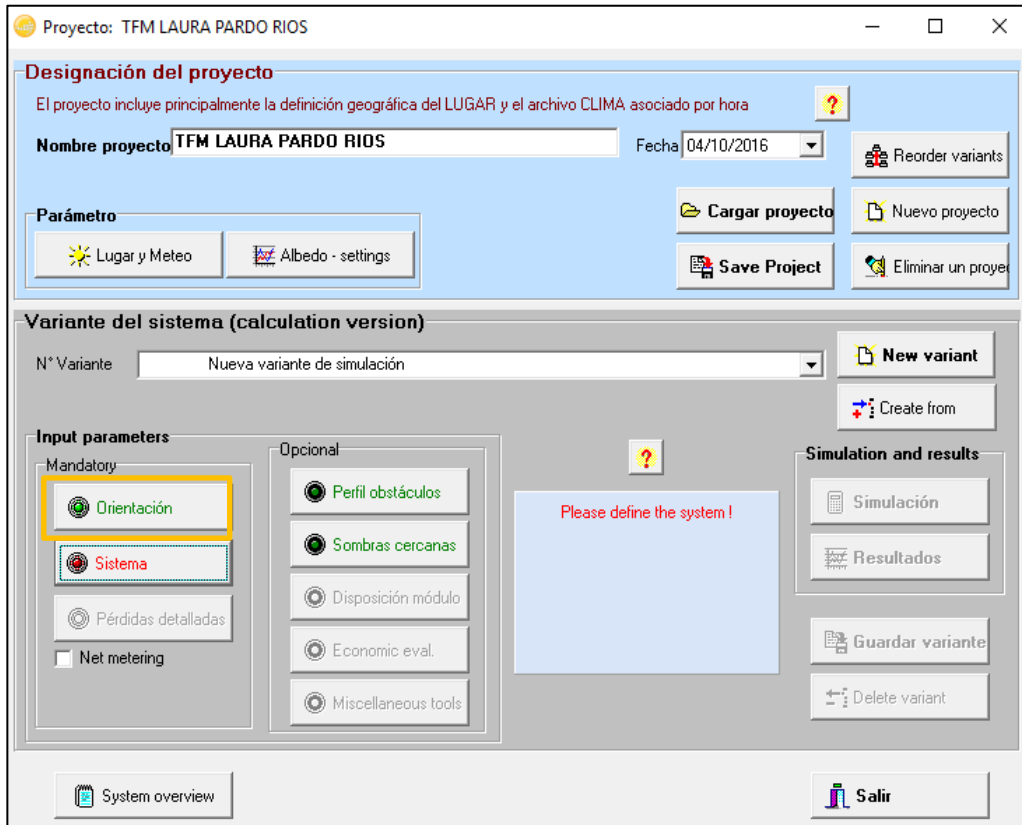 Proyecto: TFM LAURA PARDO RIOS
Designación del proyecto
El proyecto incluye principalmente la definición geográfica del LUGAR y el archivo CLIMA asociado por hora
?
Nombre proyecto TFM LAURA PARDO RIOS
Fecha 04/10/2016
Reorder variants
Parámetro
Lugar y Meteo
Albedo - settings
Cargar proyecto
Nuevo proyecto
Save Project
Eliminar un proyec
Variante del sistema (calculation version)
N° Variante
Nueva variante de simulación
New variant
Create from
Input parameters
Mandatory
Orientación
Sistema
Pérdidas detalladas
Net metering
Opcional
Perfil obstáculos
Sombras cercanas
Disposición módulo
Economic eval.
Miscellaneous tools
?
Please define the system !
Simulation and results
Simulación
Resultados
Guardar variante
Delete variant
System overview
Salir